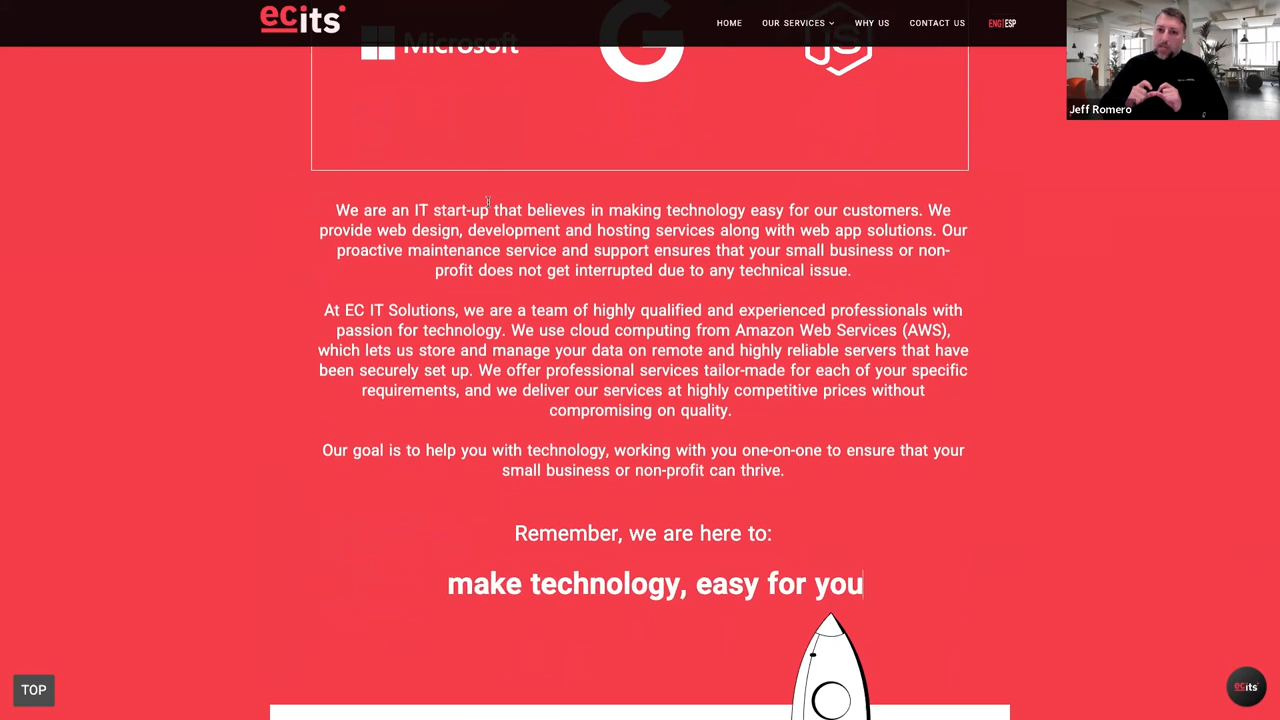 ecits
HOME
OUR SERVICES
WHY US
CONTACT US
ENG|ESP
Microsoft
G
JS
Jeff Romero
We are an IT start-up that believes in making technology easy for our customers. We
provide web design, development and hosting services along with web app solutions. Our
proactive maintenance service and support ensures that your small business or non-
profit does not get interrupted due to any technical issue.
At EC IT Solutions, we are a team of highly qualified and experienced professionals with
passion for technology. We use cloud computing from Amazon Web Services (AWS),
which lets us store and manage your data on remote and highly reliable servers that have
been securely set up. We offer professional services tailor-made for each of your specific
requirements, and we deliver our services at highly competitive prices without
compromising on quality.
Our goal is to help you with technology, working with you one-on-one to ensure that your
small business or non-profit can thrive.
Remember, we are here to:
make technology, easy for you
TOP
ecits